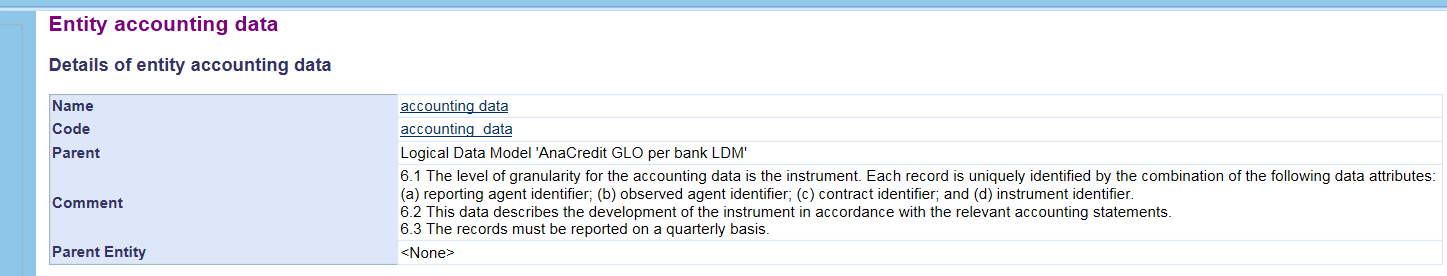 Entity accounting data
Details of entity accounting data
Name accounting data
Code accounting_data
Parent Logical Data Model 'AnaCredit GLO per bank LDM'
Comment 6.1 The level of granularity for the accounting data is the instrument. Each record is uniquely identified by the combination of the following data attributes:
(a) reporting agent identifier; (b) observed agent identifier; (c) contract identifier; and (d) instrument identifier.
6.2 This data describes the development of the instrument in accordance with the relevant accounting statements.
6.3 The records must be reported on a quarterly basis.
Parent Entity <None>